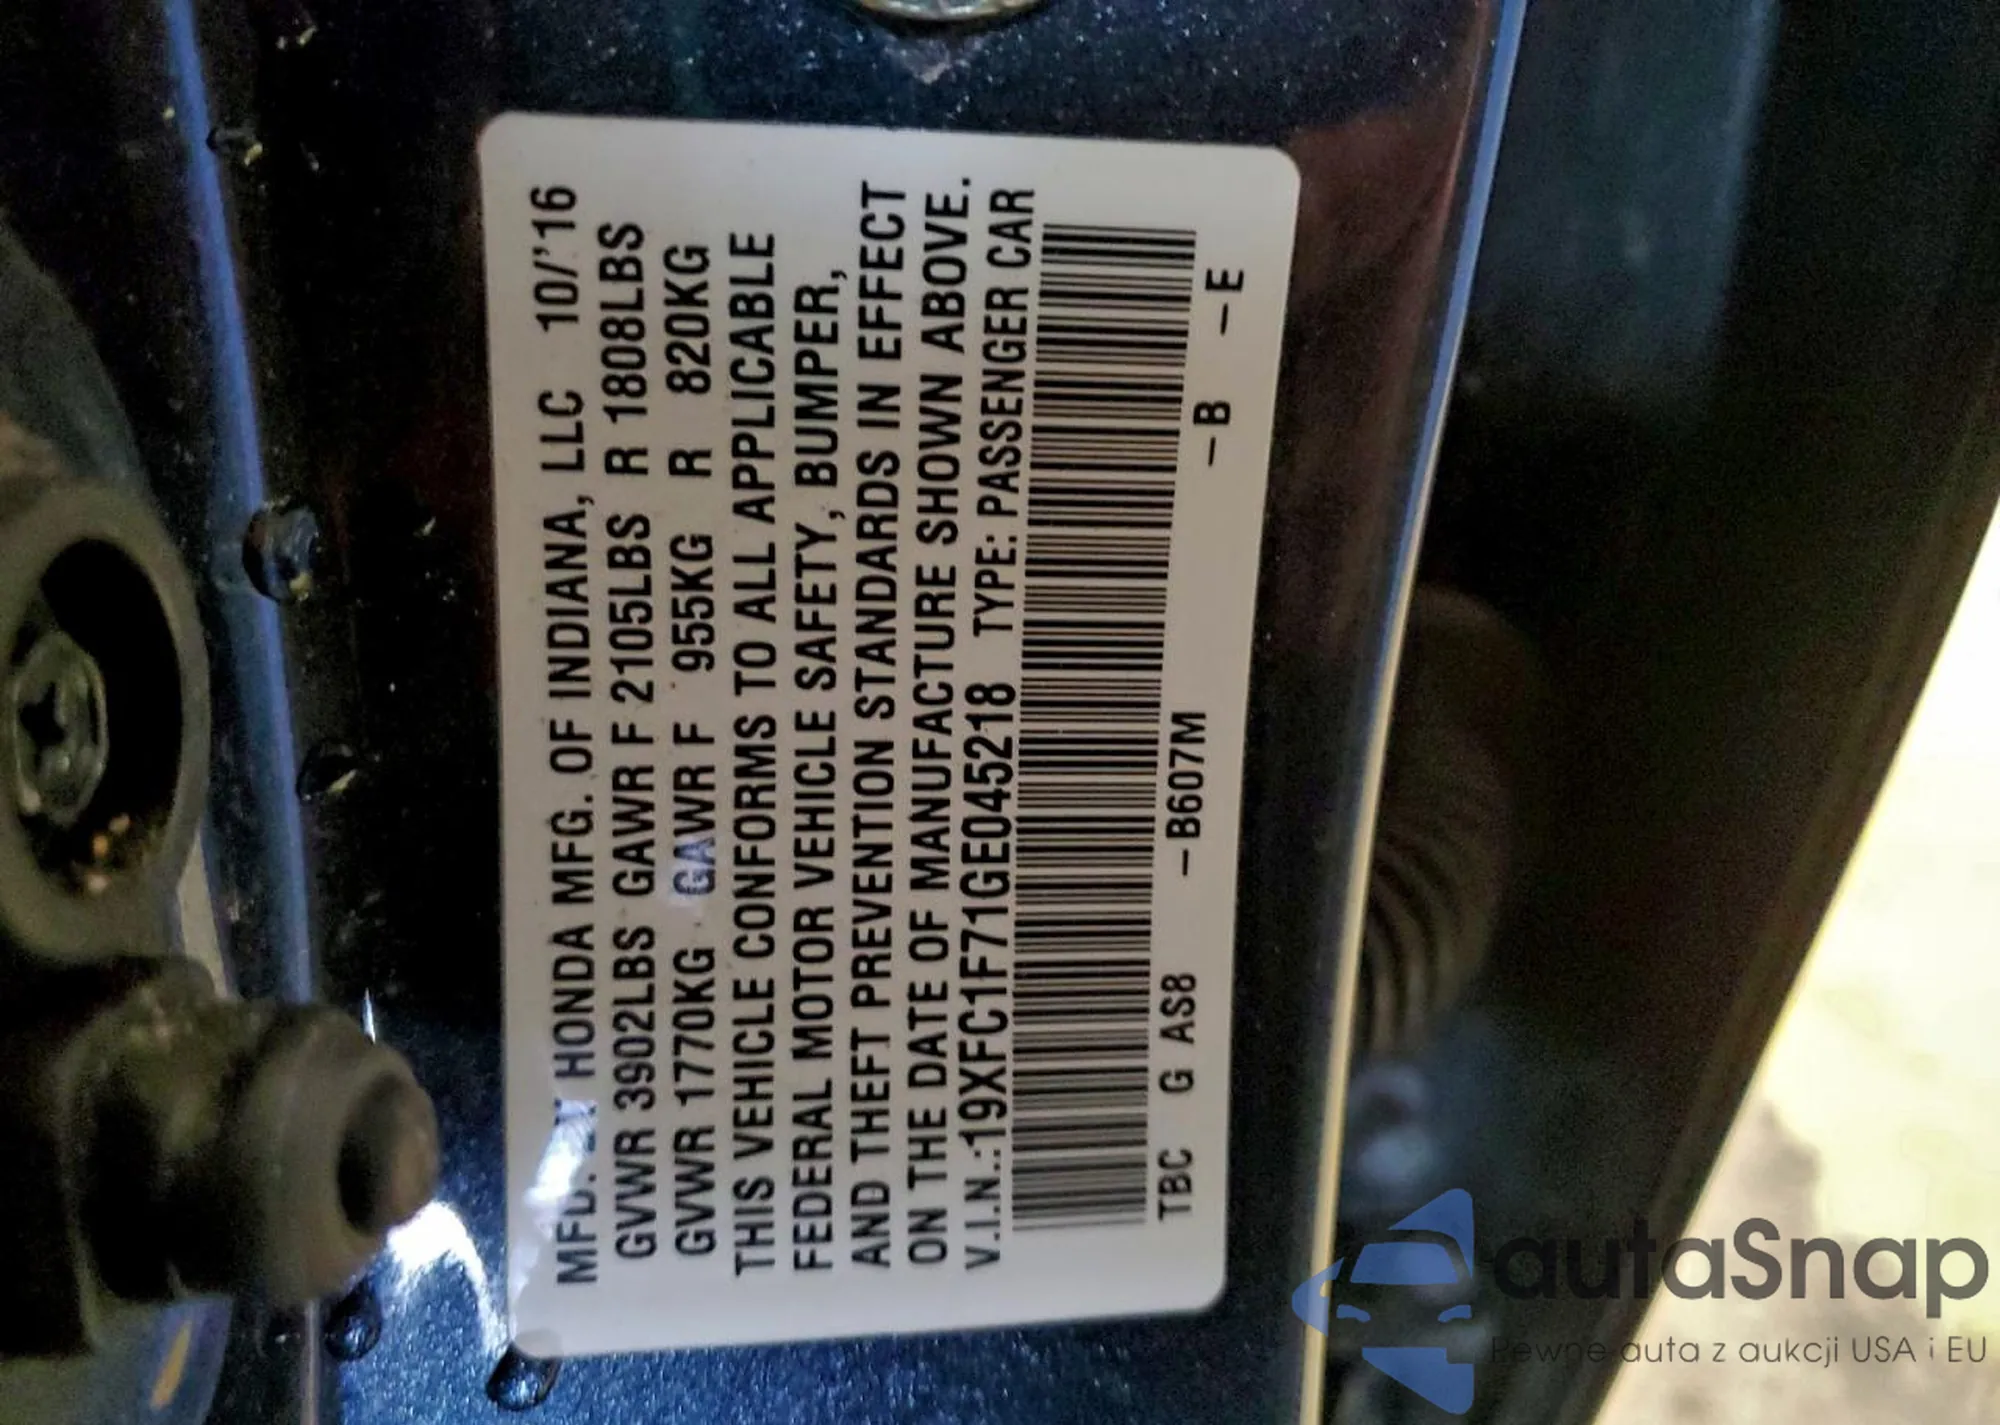 MFD. BY HONDA MFG. OF INDIANA, LLC 10/'16
GVWR 3902LBS GAWR F 2105LBS R 1808LBS
GVWR 1770KG GAWR F 955KG R 820KG
THIS VEHICLE CONFORMS TO ALL APPLICABLE
FEDERAL MOTOR VEHICLE SAFETY, BUMPER,
AND THEFT PREVENTION STANDARDS IN EFFECT
ON THE DATE OF MANUFACTURE SHOWN ABOVE.
V.I.N.:19XFC1F71GE045218 TYPE: PASSENGER CAR
TBC G AS8 –B607M –B –E
autaSnap
Pewne auta z aukcji USA i EU